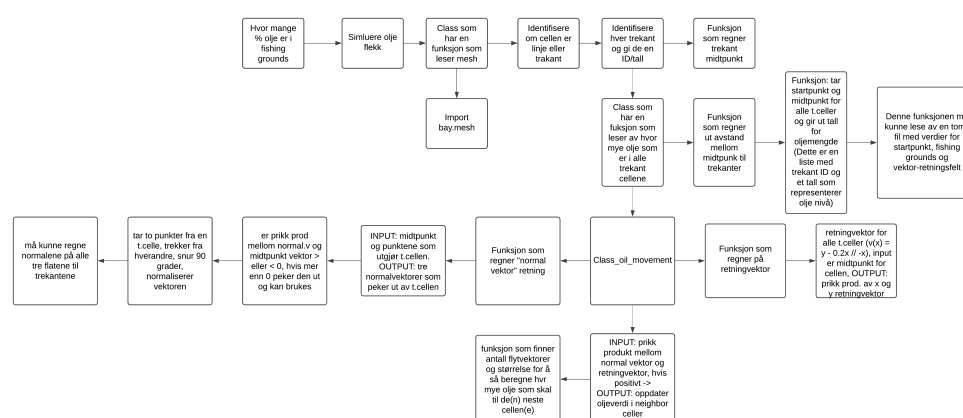 Hvor mange
% olje er i
fishing
grounds
Simluere olje
flekk
Class som
har en
funksjon som
leser mesh
Identifisere
om cellen er
linje eller
trakant
Identifisere
hver trekant
og gi de en
ID/tall
Funksjon
som regner
trekant
midtpunkt
Import
bay.mesh
Class som
har en
fuksjon som
leser av hvor
mye olje som
er i alle
trekant
cellene
Funksjon
som regner
ut avstand
mellom
midtpunk til
trekanter
Funksjon: tar
startpunkt og
midtpunkt for
alle t.celler
og gir ut tall
for
oljemengde
(Dette er en
liste med
trekant ID og
et tall som
representerer
olje nivå)
Denne funksjonen m
kunne lese av en tom
fil med verdier for
startpunkt, fishing
grounds og
vektor-retningsfelt
må kunne regne
normalene på alle
tre flatene til
trekantene
tar to punkter fra en
t.celle, trekker fra
hverandre, snur 90
grader,
normaliserer
vektoren
er prikk prod
mellom normal.v og
midtpunkt vektor >
eller < 0, hvis mer
enn 0 peker den ut
og kan brukes
INPUT: midtpunkt
og punktene som
utgjør t.cellen.
OUTPUT: tre
normalvektorer som
peker ut av t.cellen
Funksjon som
regner "normal
vektor" retning
Class_oil_movement
Funksjon som
regner på
retningvektor
retningvektor for
alle t.celler (v(x) =
y - 0.2x // -x), input
er midtpunkt for
cellen, OUTPUT:
prikk prod. av x og
y retningvektor
funksjon som finner
antall flytvektorer
og størrelse for å
så beregne hvr
mye olje som skal
til de(n) neste
cellen(e)
INPUT: prikk
produkt mellom
normal vektor og
retningvektor, hvis
positivt ->
OUTPUT: oppdater
oljeverdi i neighbor
celler